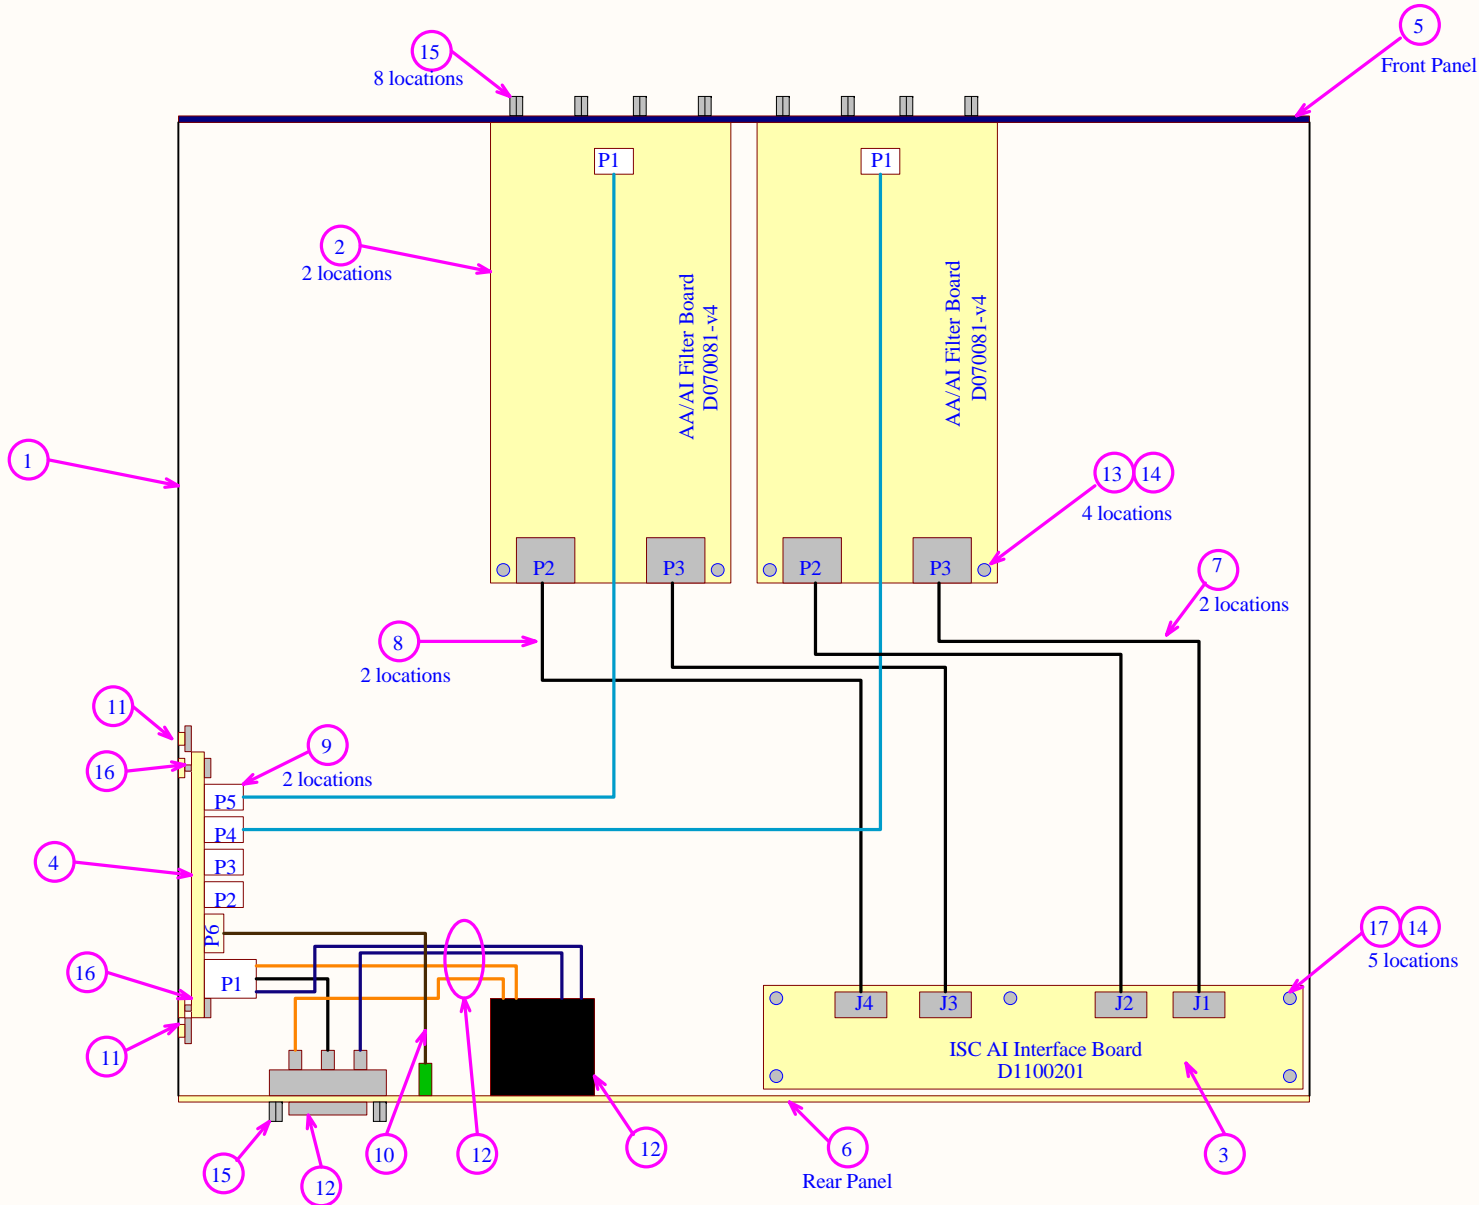 5
Front Panel
15
8 locations
P1
P1
2
2 locations
AA/AI Filter Board
D070081-v4
AA/AI Filter Board
D070081-v4
1
13
14
4 locations
P2
P3
P2
P3
7
2 locations
8
2 locations
11
16
9
2 locations
P5
P4
P3
P2
P6
P1
4
16
11
17
14
5 locations
J4
J3
J2
J1
ISC AI Interface Board
D1100201
15
12
10
12
12
6
Rear Panel
3